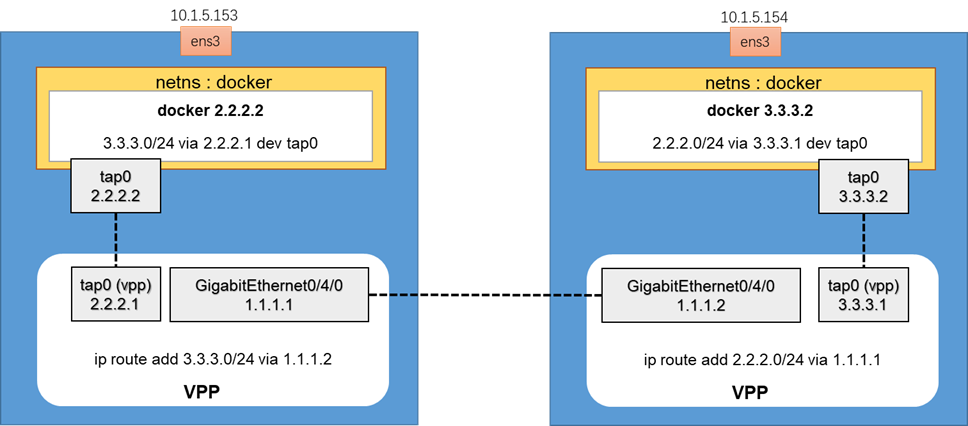 10.1.5.153
ens3
netns : docker
docker 2.2.2.2
3.3.3.0/24 via 2.2.2.1 dev tap0
tap0
2.2.2.2
tap0 (vpp)
2.2.2.1
GigabitEthernet0/4/0
1.1.1.1
ip route add 3.3.3.0/24 via 1.1.1.2
VPP
10.1.5.154
ens3
netns : docker
docker 3.3.3.2
2.2.2.0/24 via 3.3.3.1 dev tap0
tap0
3.3.3.2
GigabitEthernet0/4/0
1.1.1.2
tap0 (vpp)
3.3.3.1
ip route add 2.2.2.0/24 via 1.1.1.1
VPP